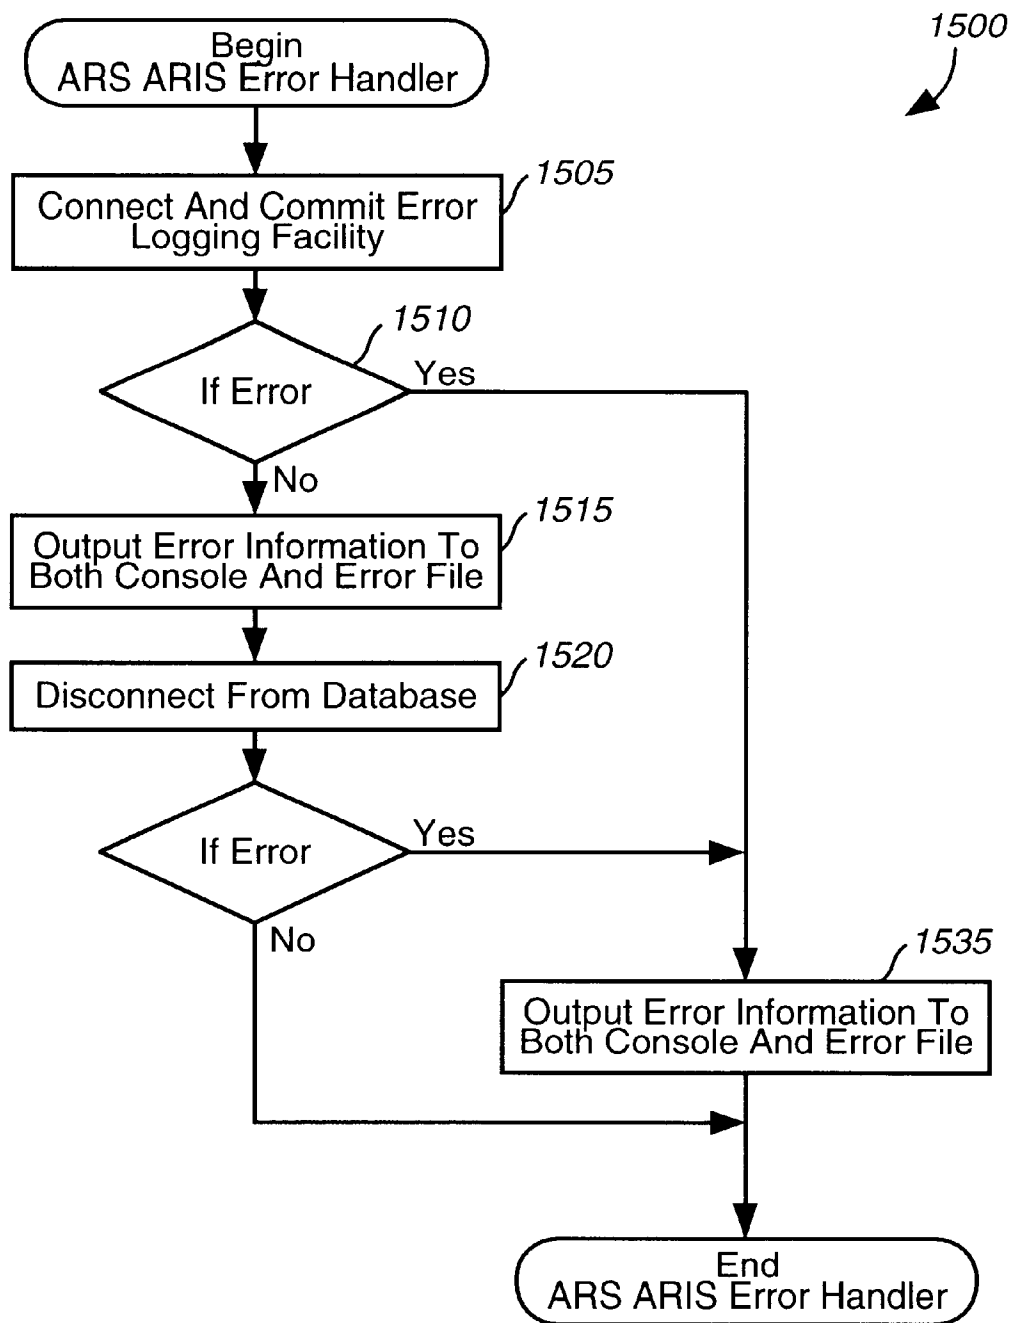 1500
Begin
ARS ARIS Error Handler
1505
Connect And Commit Error
Logging Facility
1510
If Error
Yes
No
1515
Output Error Information To
Both Console And Error File
1520
Disconnect From Database
If Error
Yes
No
1535
Output Error Information To
Both Console And Error File
End
ARS ARIS Error Handler